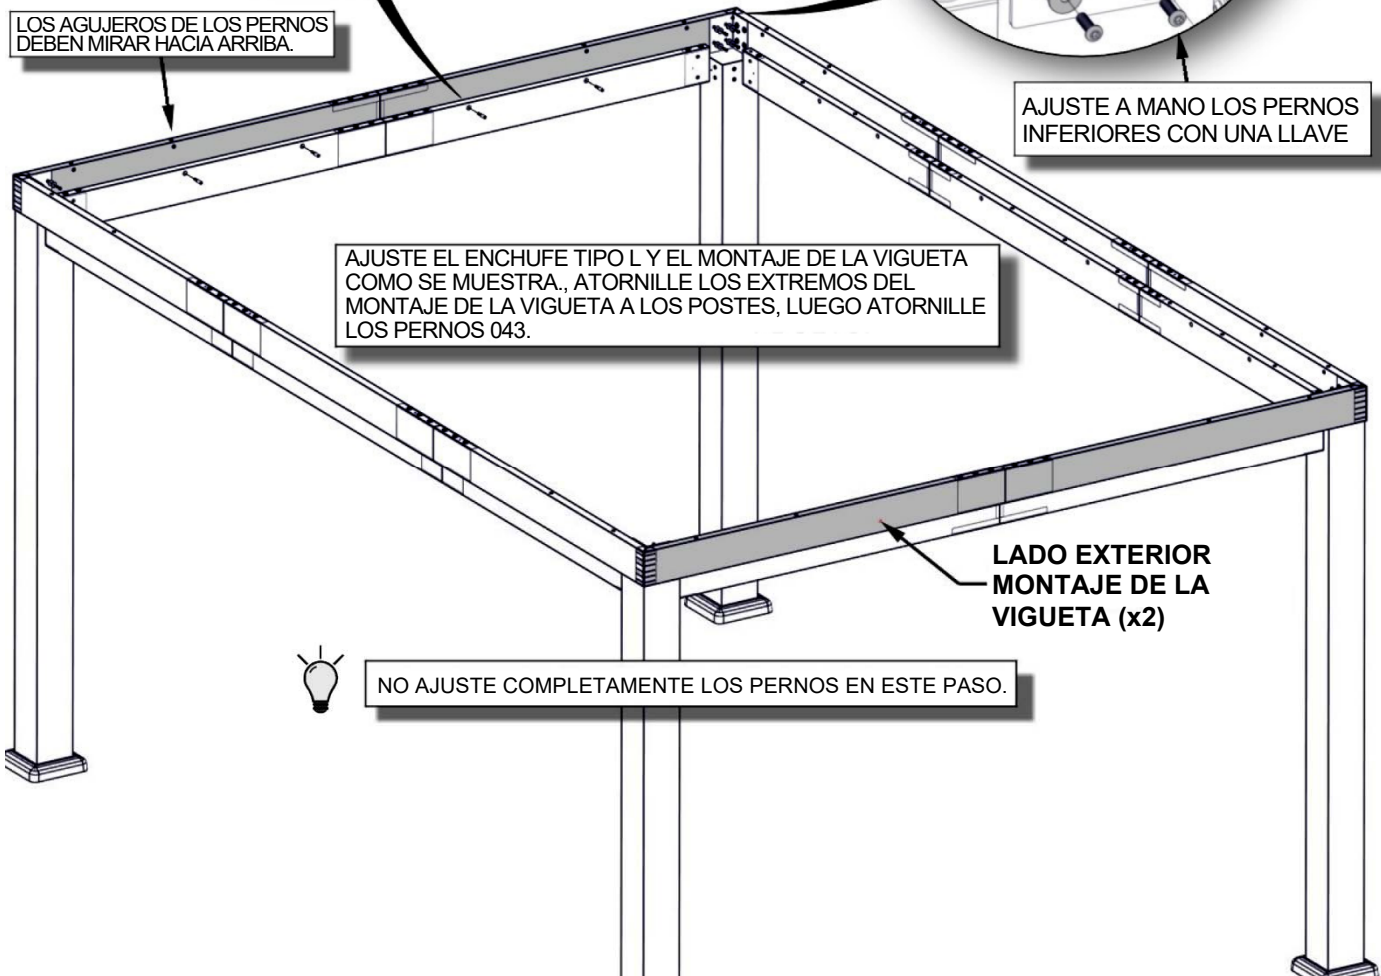 LOS AGUJEROS DE LOS PERNOS
DEBEN MIRAR HACIA ARRIBA.
AJUSTE A MANO LOS PERNOS
INFERIORES CON UNA LLAVE
AJUSTE EL ENCHUFE TIPO L Y EL MONTAJE DE LA VIGUETA
COMO SE MUESTRA., ATORNILLE LOS EXTREMOS DEL
MONTAJE DE LA VIGUETA A LOS POSTES, LUEGO ATORNILLE
LOS PERNOS 043.
LADO EXTERIOR
MONTAJE DE LA
VIGUETA (x2)
NO AJUSTE COMPLETAMENTE LOS PERNOS EN ESTE PASO.